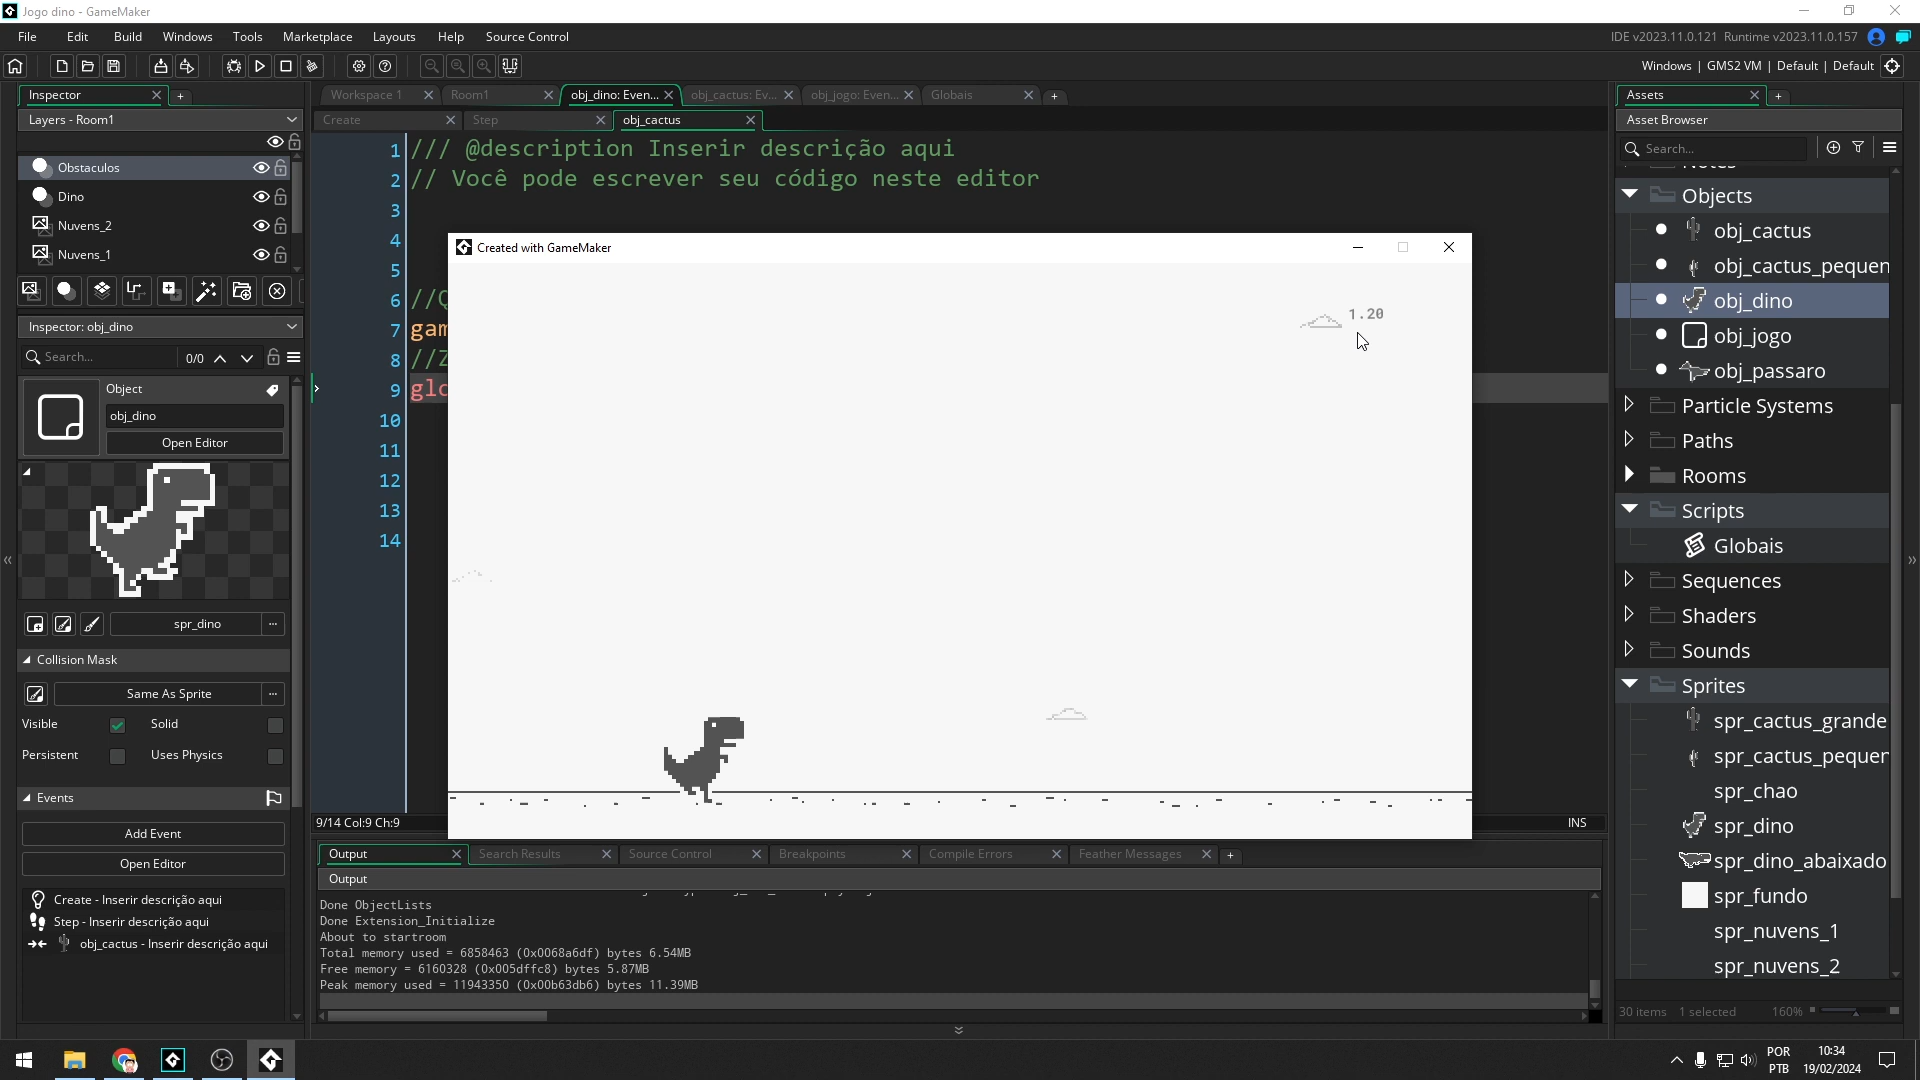 Jogo dino - GameMaker
File Edit Build Windows Tools Marketplace Layouts Help Source Control
IDE v2023.11.0.121 Runtime v2023.11.0.157
Windows | GMS2 VM | Default | Default
Inspector
Layers - Room1
Obstaculos
Dino
Nuvens_2
Nuvens_1
Inspector: obj_dino
Search... 0/0
Object
obj_dino
Open Editor
spr_dino
Collision Mask
Same As Sprite
Visible Solid
Persistent Uses Physics
Events
Add Event
Open Editor
Create - Inserir descrição aqui
Step - Inserir descrição aqui
obj_cactus - Inserir descrição aqui
Workspace 1 Room1 obj_dino: Even... obj_cactus: Ev... obj_jogo: Even... Globais
Create Step obj_cactus
1 /// @description Inserir descrição aqui
2 // Você pode escrever seu código neste editor
3
4
5
6 //
7 gam
8 //
9
10
11
12
13
14
Created with GameMaker
1.20
9/14 Col:9 Ch:9 INS
Output Search Results Source Control Breakpoints Compile Errors Feather Messages
Output
Done ObjectLists
Done Extension_Initialize
About to startroom
Total memory used = 6858463 (0x0068a6df) bytes 6.54MB
Free memory = 6160328 (0x005dffc8) bytes 5.87MB
Peak memory used = 11943350 (0x00b63db6) bytes 11.39MB
Assets
Asset Browser
Search...
Objects
obj_cactus
obj_cactus_pequen
obj_dino
obj_jogo
obj_passaro
Particle Systems
Paths
Rooms
Scripts
Globais
Sequences
Shaders
Sounds
Sprites
spr_cactus_grande
spr_cactus_pequen
spr_chao
spr_dino
spr_dino_abaixado
spr_fundo
spr_nuvens_1
spr_nuvens_2
30 items 1 selected 160%
POR
PTB
10:34
19/02/2024